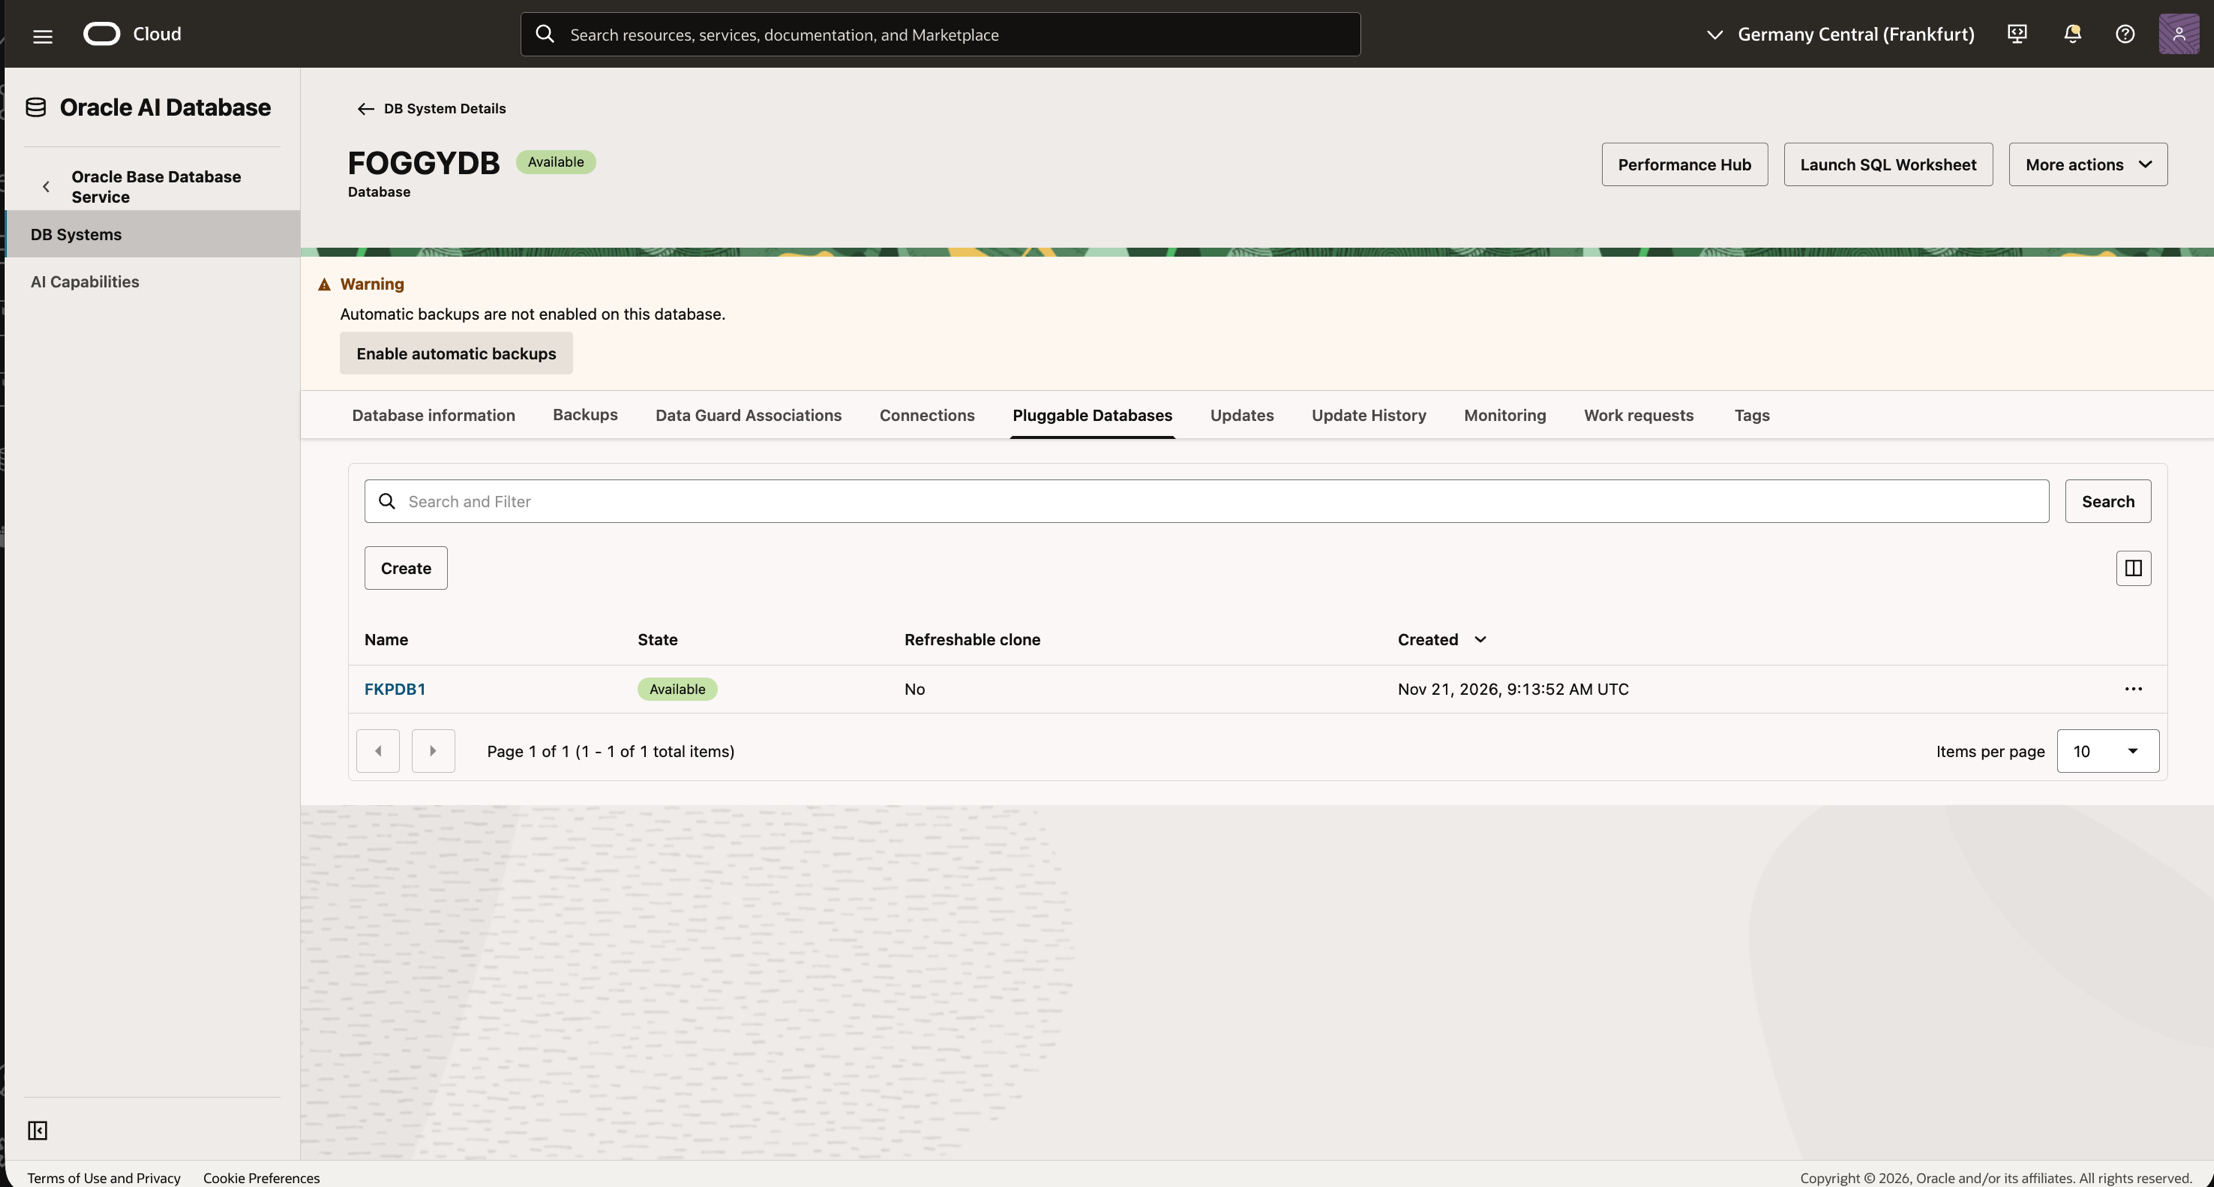 Cloud
Search resources, services, documentation, and Marketplace
Germany Central (Frankfurt)
Oracle AI Database
Oracle Base Database
Service
DB Systems
AI Capabilities
DB System Details
FOGGYDB Available
Database
Performance Hub
Launch SQL Worksheet
More actions
Warning
Automatic backups are not enabled on this database.
Enable automatic backups
Database information Backups Data Guard Associations Connections Pluggable Databases Updates Update History Monitoring Work requests Tags
Search and Filter
Search
Create
Name State Refreshable clone Created
FKPDB1 Available No Nov 21, 2026, 9:13:52 AM UTC
Page 1 of 1 (1 - 1 of 1 total items)
Items per page 10
Terms of Use and Privacy Cookie Preferences
Copyright © 2026, Oracle and/or its affiliates. All rights reserved.